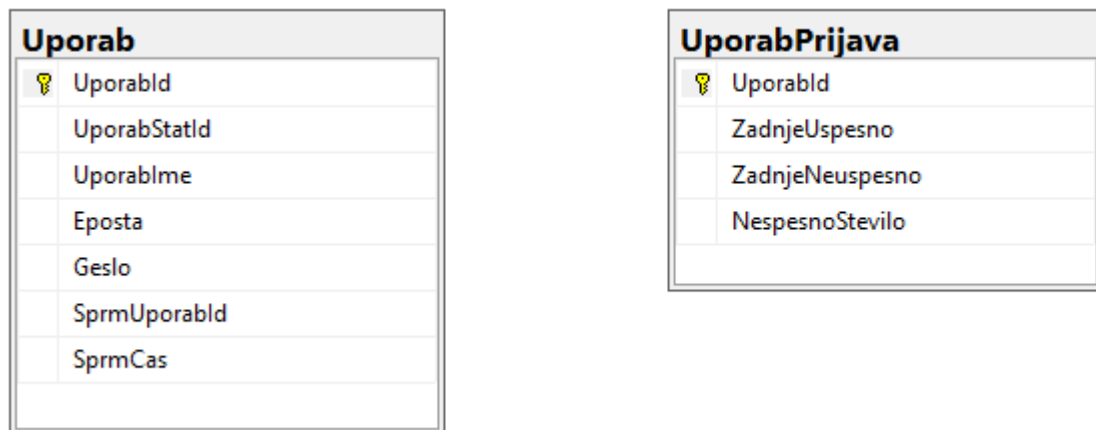 Uporab
UporabId
UporabStatId
UporabIme
Eposta
Geslo
SprmUporabId
SprmCas
UporabPrijava
UporabId
ZadnjeUspesno
ZadnjeNeuspesno
NespesnoStevilo